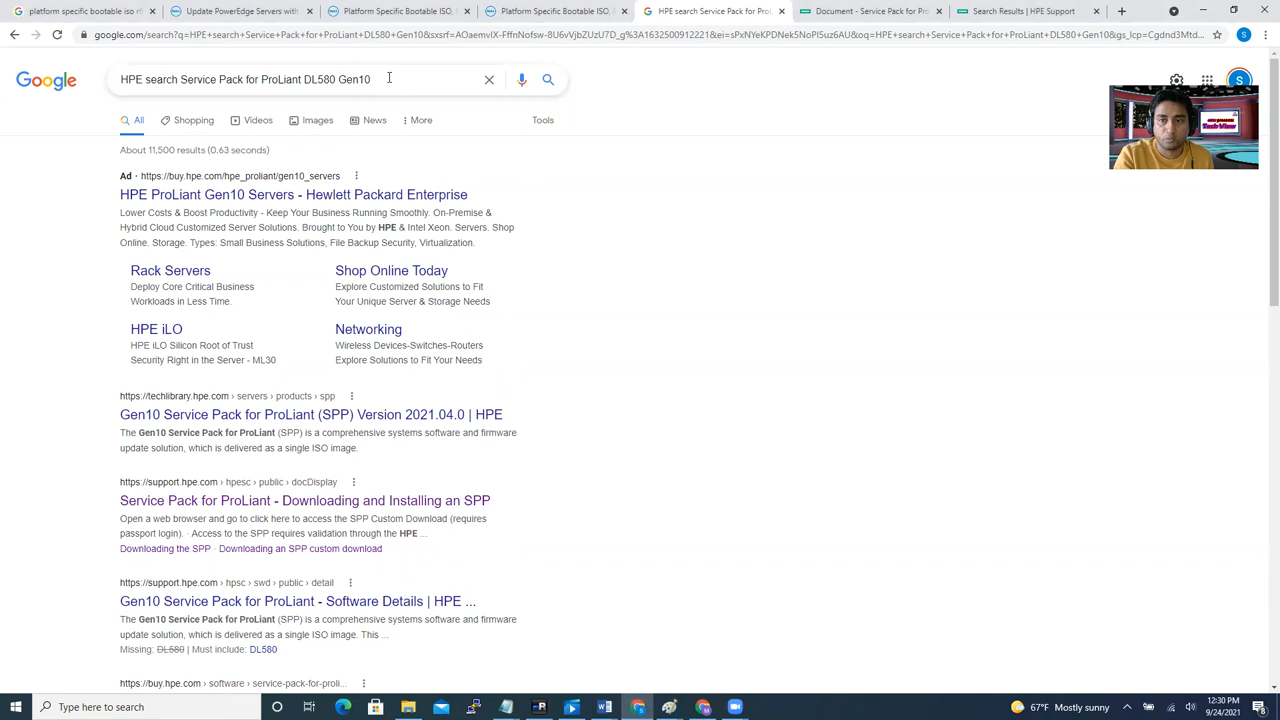 platform specific bootable ISO,
Update Servers with
Platform Specific Bootable ISO,
HPE search Service Pack for Pro
Document - Service Pack for Pro
Search Results | HPE Support
google.com/search?q=HPE+search+Service+Pack+for+ProLiant+DL580+Gen10&
S
Google
HPE search Service Pack for ProLiant DL580 Gen10
S
All
Shopping
Videos
Images
News
More
Tools
Tech View
About 11,500 results (0.63 seconds)
Ad · https://buy.hpe.com/hpe_proliant/gen10_servers
HPE ProLiant Gen10 Servers - Hewlett Packard Enterprise
Lower Costs & Boost Productivity - Keep Your Business Running Smoothly. On-Premise &
Hybrid Cloud Customized Server Solutions. Brought to You by HPE & Intel Xeon. Servers. Shop
Online. Storage. Types: Small Business Solutions, File Backup Security, Virtualization.
Rack Servers
Deploy Core Critical Business
Workloads in Less Time.
Shop Online Today
Explore Customized Solutions to Fit
Your Unique Server & Storage Needs
HPE iLO
HPE iLO Silicon Root of Trust
Security Right in the Server - ML30
Networking
Wireless Devices-Switches-Routers
Explore Solutions to Fit Your Needs
https://techlibrary.hpe.com › servers › products › spp
Gen10 Service Pack for ProLiant (SPP) Version 2021.04.0 | HPE
The Gen10 Service Pack for ProLiant (SPP) is a comprehensive systems software and firmware
update solution, which is delivered as a single ISO image.
https://support.hpe.com › hpesc › public › docDisplay
Service Pack for ProLiant - Downloading and Installing an SPP
Open a web browser and go to click here to access the SPP Custom Download (requires
passport login). · Access to the SPP requires validation through the HPE ...
Downloading the SPP · Downloading an SPP custom download
https://support.hpe.com › hpsc › swd › public › detail
Gen10 Service Pack for ProLiant - Software Details | HPE ...
The Gen10 Service Pack for ProLiant (SPP) is a comprehensive systems software and firmware
update solution, which is delivered as a single ISO image. This ...
Missing: DL580 | Must include: DL580
https://buy.hpe.com › software › service-pack-for-proli...
Type here to search
67°F Mostly sunny
12:30 PM
9/24/2021